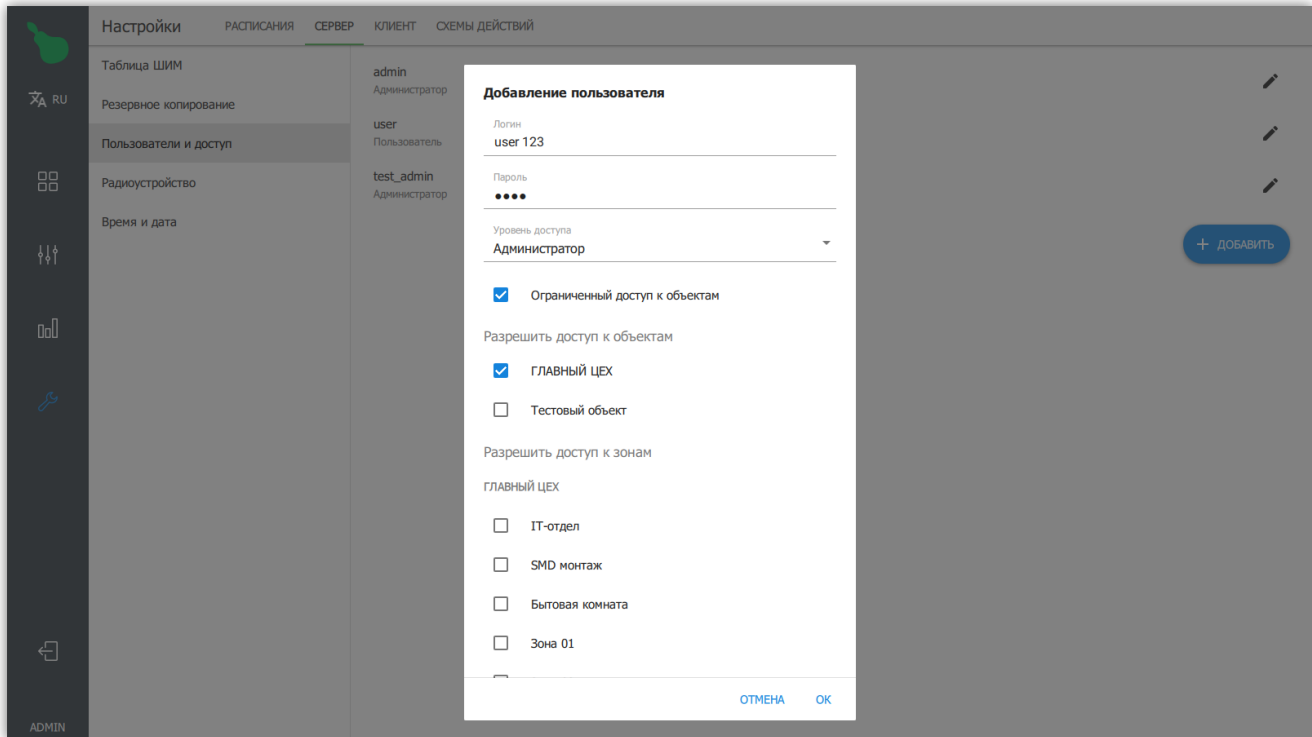 Настройки РАСПИСАНИЯ СЕРВЕР КЛИЕНТ СХЕМЫ ДЕЙСТВИЙ
RU
ADMIN
Таблица ШИМ
Резервное копирование
Пользователи и доступ
Радиоустройство
Время и дата
admin
Администратор
user
Пользователь
test_admin
Администратор
+ ДОБАВИТЬ
Добавление пользователя
Логин
user 123
Пароль
••••
Уровень доступа
Администратор
Ограниченный доступ к объектам
Разрешить доступ к объектам
ГЛАВНЫЙ ЦЕХ
Тестовый объект
Разрешить доступ к зонам
ГЛАВНЫЙ ЦЕХ
IT-отдел
SMD монтаж
Бытовая комната
Зона 01
ОТМЕНА ОК